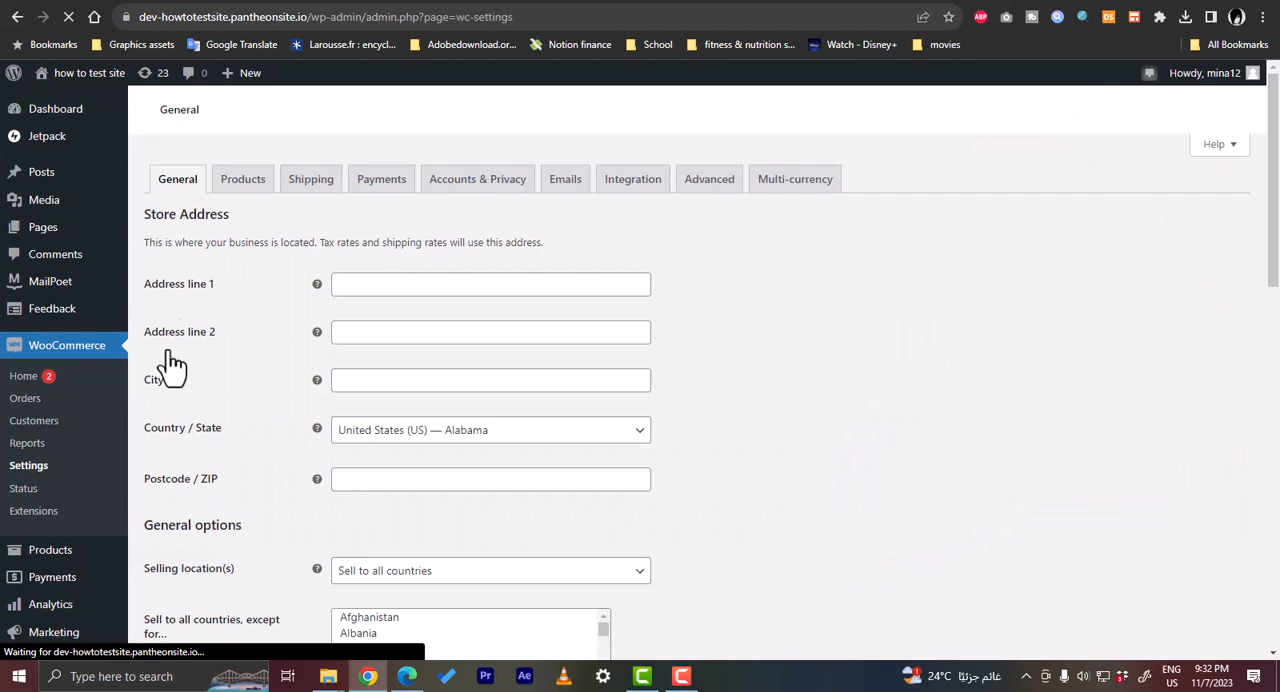 dev-howtotestsite.pantheonsite.io/wp-admin/admin.php?page=wc-settings
Bookmarks
Graphics assets
Google Translate
Larousse.fr : encycl...
Adobedownload.or...
Notion finance
School
fitness & nutrition s...
Watch - Disney+
movies
All Bookmarks
how to test site
23
0
New
Howdy, mina12
Dashboard
Jetpack
Posts
Media
Pages
Comments
MailPoet
Feedback
WooCommerce
Home 2
Orders
Customers
Reports
Settings
Status
Extensions
Products
Payments
Analytics
Marketing
General
Help
General
Products
Shipping
Payments
Accounts & Privacy
Emails
Integration
Advanced
Multi-currency
Store Address
This is where your business is located. Tax rates and shipping rates will use this address.
Address line 1
Address line 2
City
Country / State
United States (US) — Alabama
Postcode / ZIP
General options
Selling location(s)
Sell to all countries
Sell to all countries, except
for...
Afghanistan
Albania
Waiting for dev-howtotestsite.pantheonsite.io...
Type here to search
24°C غائم جزئيًا
ENG
US
9:32 PM
11/7/2023